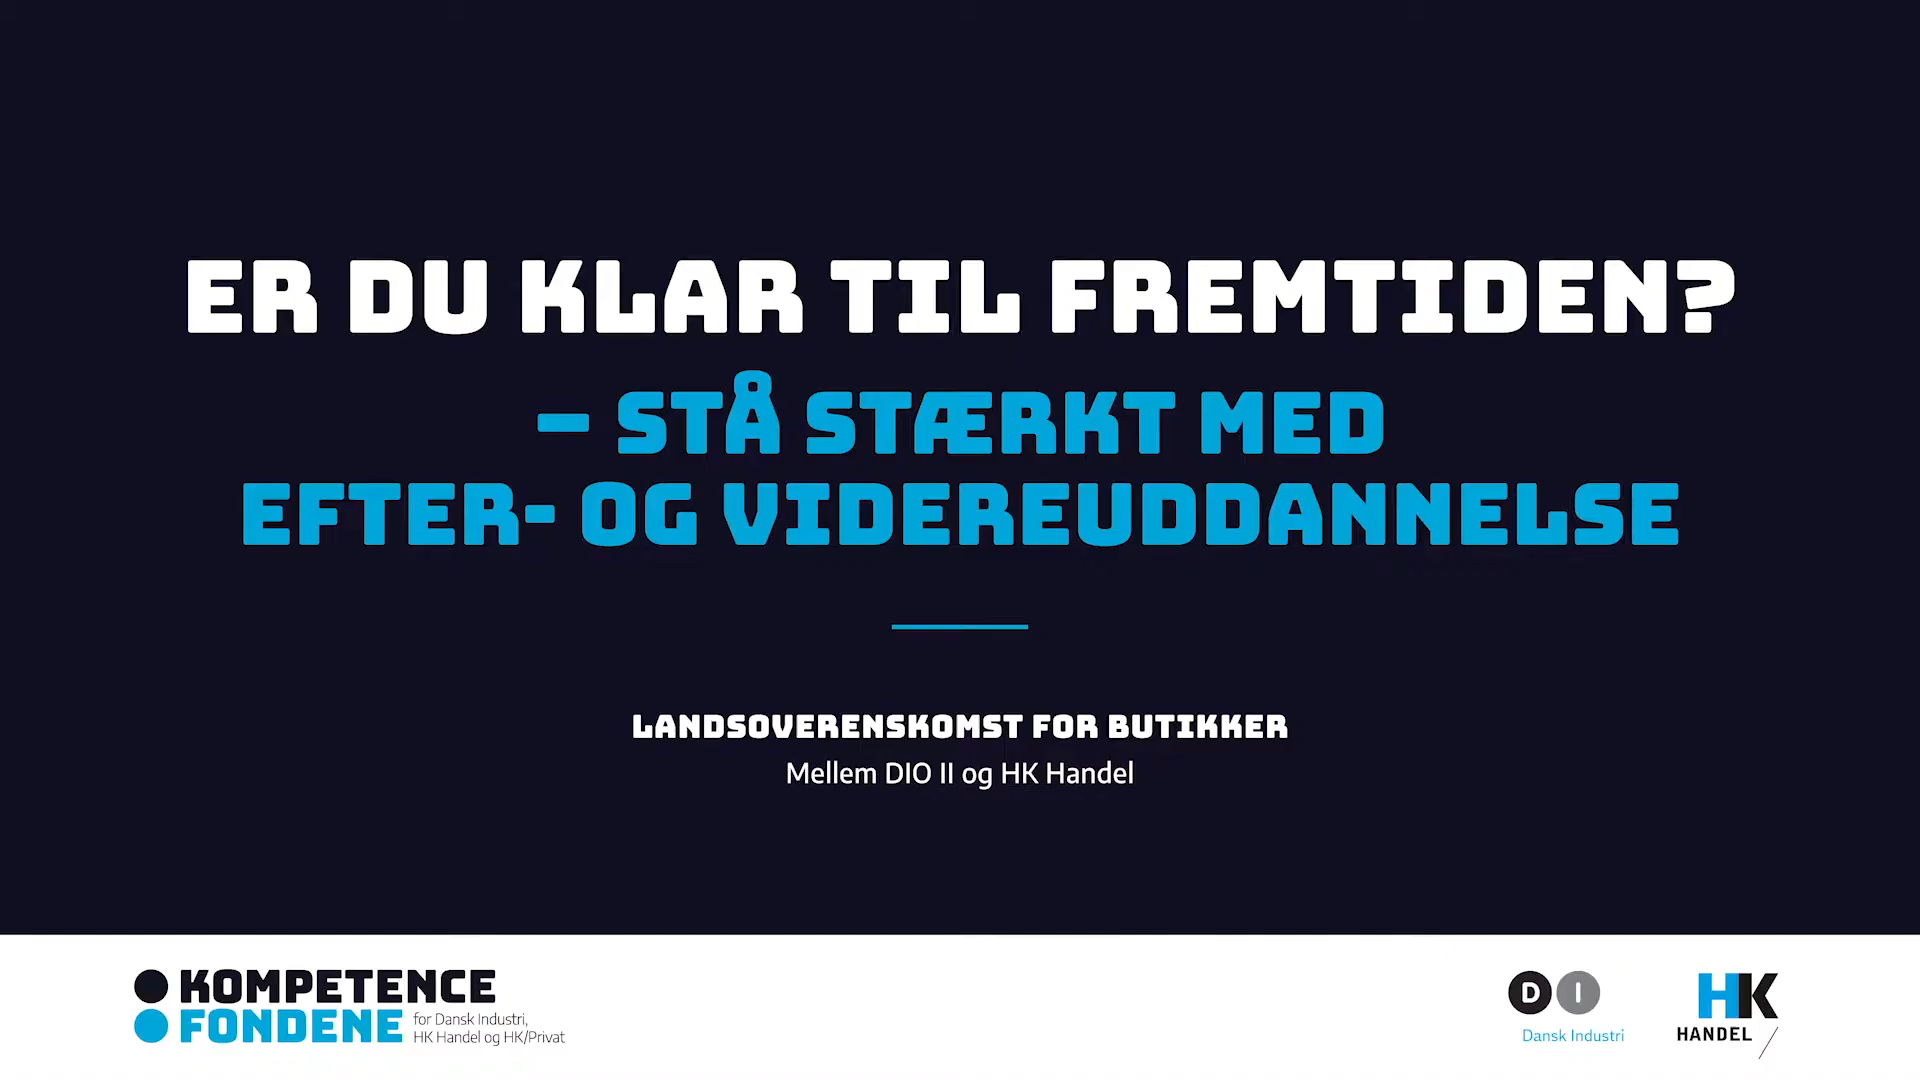 ER DU KLAR TIL FREMTIDEN?
– STÅ STÆRKT MED
EFTER- OG VIDEREUDDANNELSE
LANDSOVERENSKOMST FOR BUTIKKER
Mellem DIO II og HK Handel
KOMPETENCE
FONDENE
for Dansk Industri,
HK Handel og HK/Privat
DI
Dansk Industri
HK
HANDEL